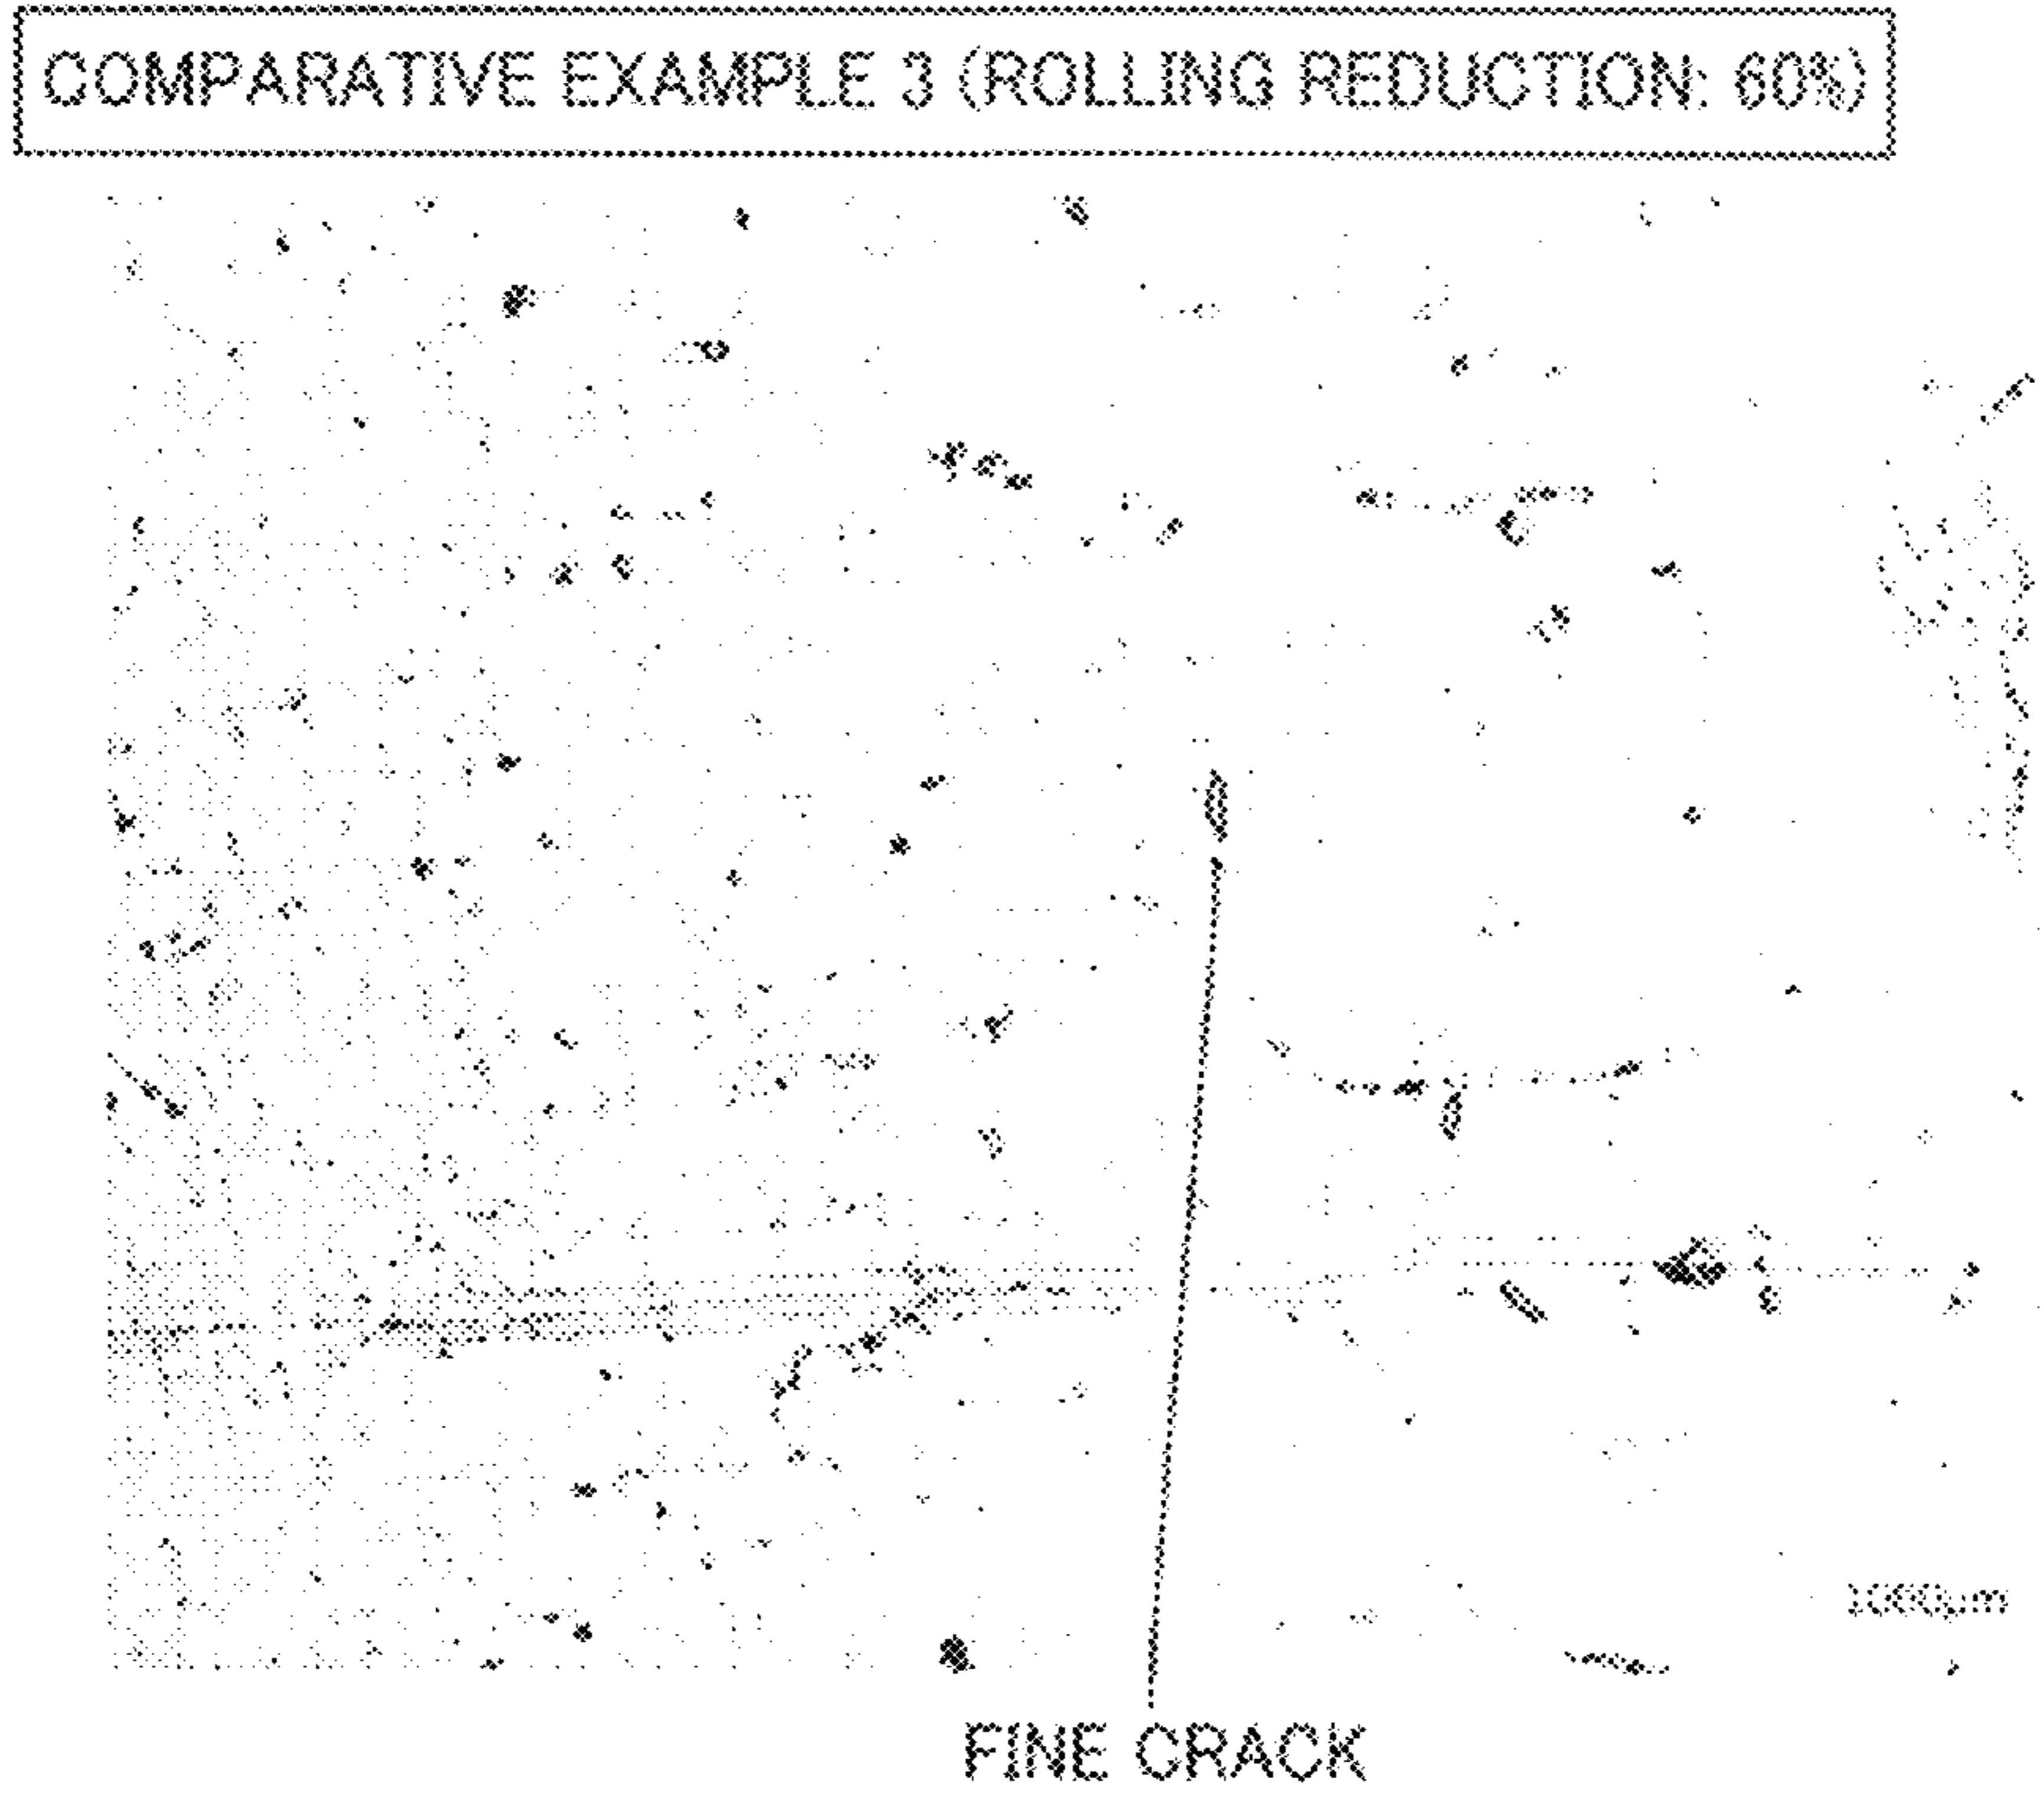 COMPARATIVE EXAMPLE 3 (ROLLING REDUCTION: 60%)
FINE CRACK